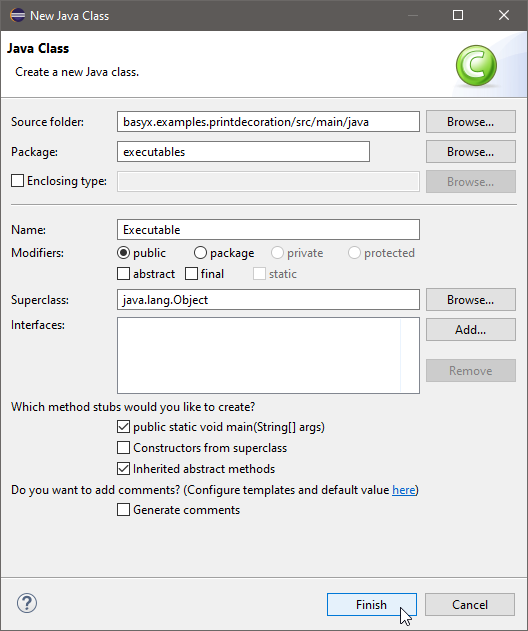 New Java Class
Java Class
Create a new Java class.
C
Source folder: basyx.examples.printdecoration/src/main/java Browse...
Package: executables Browse...
Enclosing type: Browse...
Name: Executable
Modifiers: public package private protected
abstract final static
Superclass: java.lang.Object Browse...
Interfaces: Add...
Remove
Which method stubs would you like to create?
public static void main(String[] args)
Constructors from superclass
Inherited abstract methods
Do you want to add comments? (Configure templates and default value here)
Generate comments
? Finish Cancel